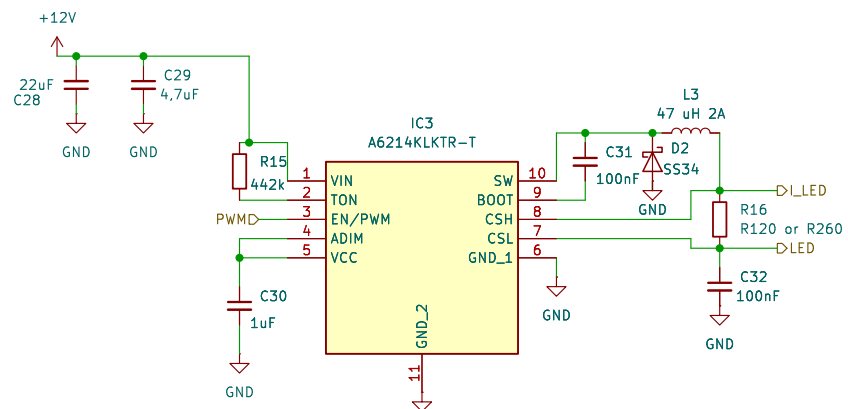 +12V
22uF
C28
C29
4,7uF
GND
GND
IC3
A6214KLKTR-T
L3
47 uH 2A
R15
442k
C31
100nF
D2
SS34
GND
1
VIN
SW
10
2
TON
BOOT
9
I_LED
PWM
3
EN/PWM
CSH
8
R16
R120 or R260
4
ADIM
CSL
7
LED
5
VCC
GND_1
6
C30
1uF
GND
C32
100nF
GND
GND_2
11
GND